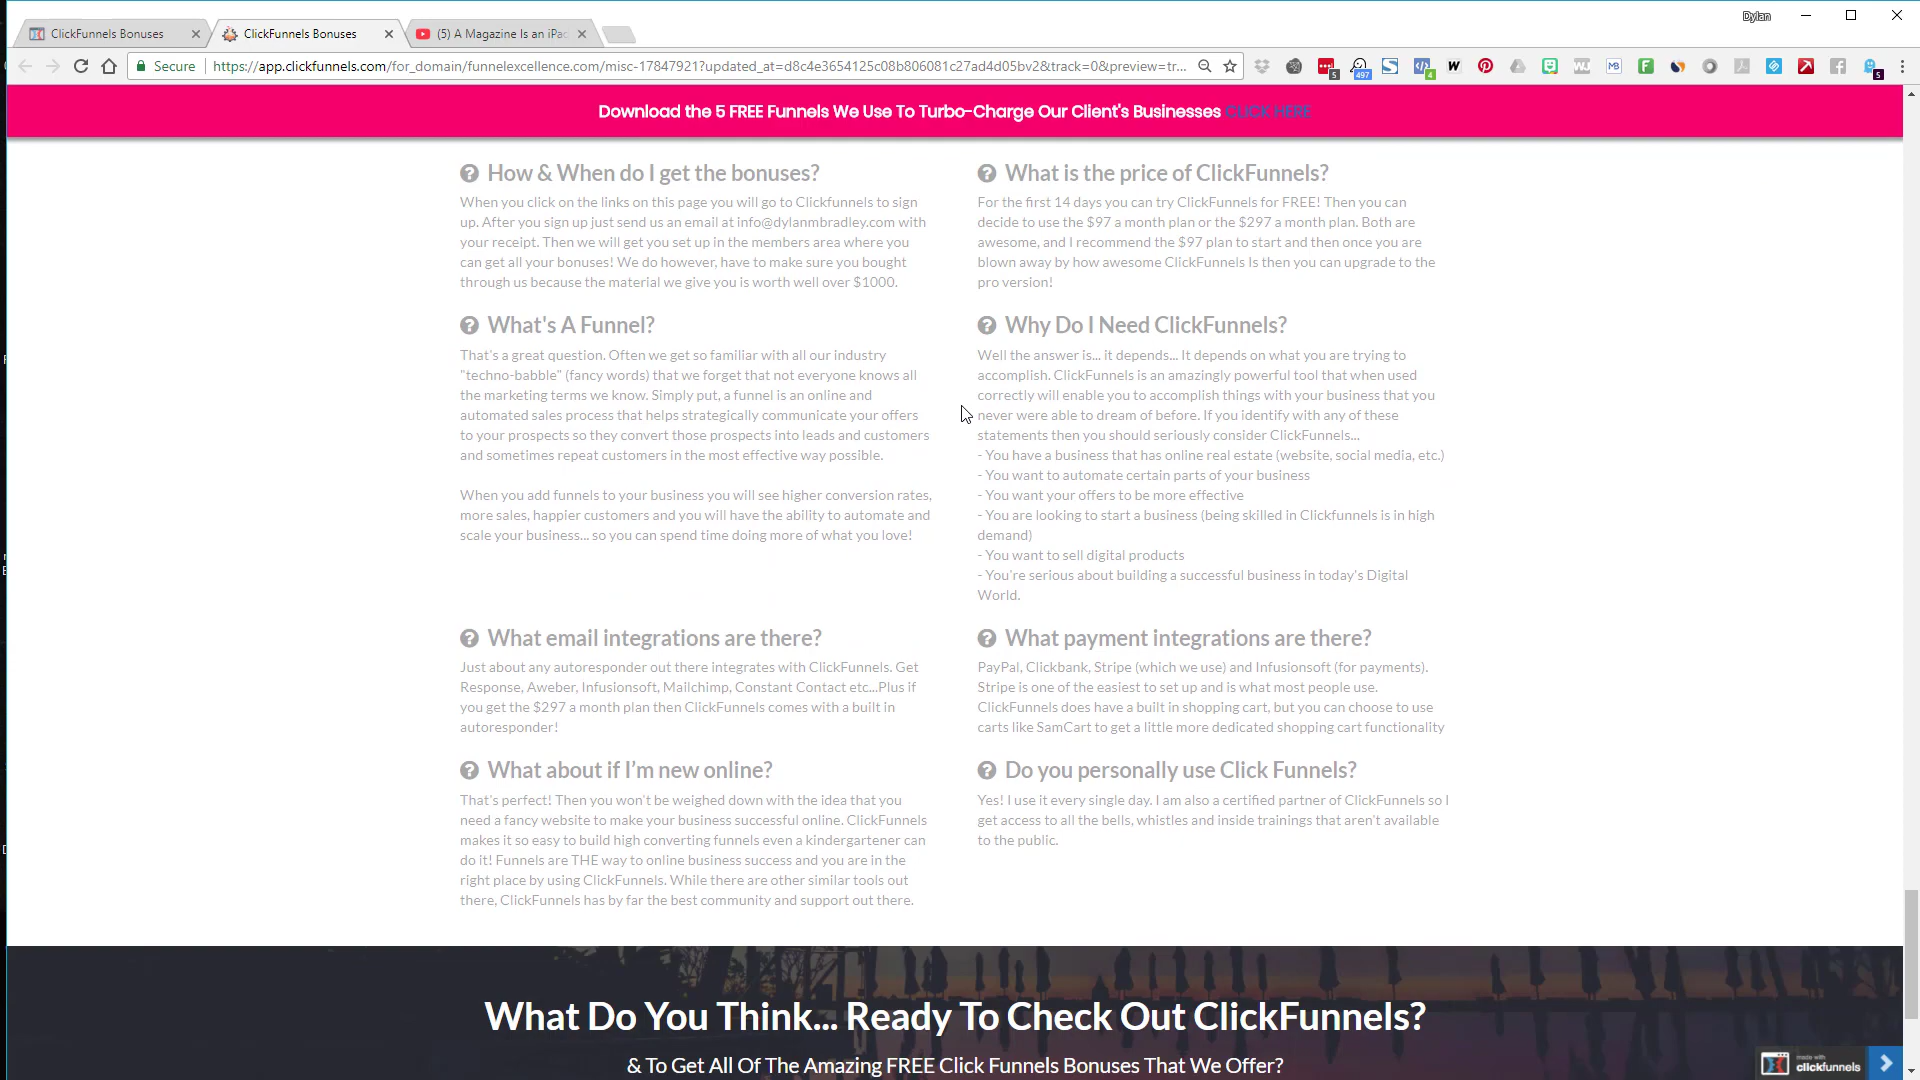 Dylan
ClickFunnels Bonuses
ClickFunnels Bonuses
(5) A Magazine Is an iPad
Secure
https://app.clickfunnels.com/for_domain/funnelexcellence.com/misc-17847921?updated_at=d8c4e3654125c08b806081c27ad4d05bv2&track=0&preview=tr...
5
497
4
5
Download the 5 FREE Funnels We Use To Turbo-Charge Our Client's Businesses CLICK HERE
How & When do I get the bonuses?
When you click on the links on this page you will go to Clickfunnels to sign
up. After you sign up just send us an email at info@dylanmbradley.com with
your receipt. Then we will get you set up in the members area where you
can get all your bonuses! We do however, have to make sure you bought
through us because the material we give you is worth well over $1000.
What is the price of ClickFunnels?
For the first 14 days you can try ClickFunnels for FREE! Then you can
decide to use the $97 a month plan or the $297 a month plan. Both are
awesome, and I recommend the $97 plan to start and then once you are
blown away by how awesome ClickFunnels Is then you can upgrade to the
pro version!
What's A Funnel?
That's a great question. Often we get so familiar with all our industry
"techno-babble" (fancy words) that we forget that not everyone knows all
the marketing terms we know. Simply put, a funnel is an online and
automated sales process that helps strategically communicate your offers
to your prospects so they convert those prospects into leads and customers
and sometimes repeat customers in the most effective way possible.
When you add funnels to your business you will see higher conversion rates,
more sales, happier customers and you will have the ability to automate and
scale your business... so you can spend time doing more of what you love!
Why Do I Need ClickFunnels?
Well the answer is... it depends... It depends on what you are trying to
accomplish. ClickFunnels is an amazingly powerful tool that when used
correctly will enable you to accomplish things with your business that you
never were able to dream of before. If you identify with any of these
statements then you should seriously consider ClickFunnels...
- You have a business that has online real estate (website, social media, etc.)
- You want to automate certain parts of your business
- You want your offers to be more effective
- You are looking to start a business (being skilled in Clickfunnels is in high
demand)
- You want to sell digital products
- You're serious about building a successful business in today's Digital
World.
What email integrations are there?
Just about any autoresponder out there integrates with ClickFunnels. Get
Response, Aweber, Infusionsoft, Mailchimp, Constant Contact etc...Plus if
you get the $297 a month plan then ClickFunnels comes with a built in
autoresponder!
What payment integrations are there?
PayPal, Clickbank, Stripe (which we use) and Infusionsoft (for payments).
Stripe is one of the easiest to set up and is what most people use.
ClickFunnels does have a built in shopping cart, but you can choose to use
carts like SamCart to get a little more dedicated shopping cart functionality
What about if I'm new online?
That's perfect! Then you won't be weighed down with the idea that you
need a fancy website to make your business successful online. ClickFunnels
makes it so easy to build high converting funnels even a kindergartener can
do it! Funnels are THE way to online business success and you are in the
right place by using ClickFunnels. While there are other similar tools out
there, ClickFunnels has by far the best community and support out there.
Do you personally use Click Funnels?
Yes! I use it every single day. I am also a certified partner of ClickFunnels so I
get access to all the bells, whistles and inside trainings that aren't available
to the public.
What Do You Think... Ready To Check Out ClickFunnels?
& To Get All Of The Amazing FREE Click Funnels Bonuses That We Offer?
made with
clickfunnels